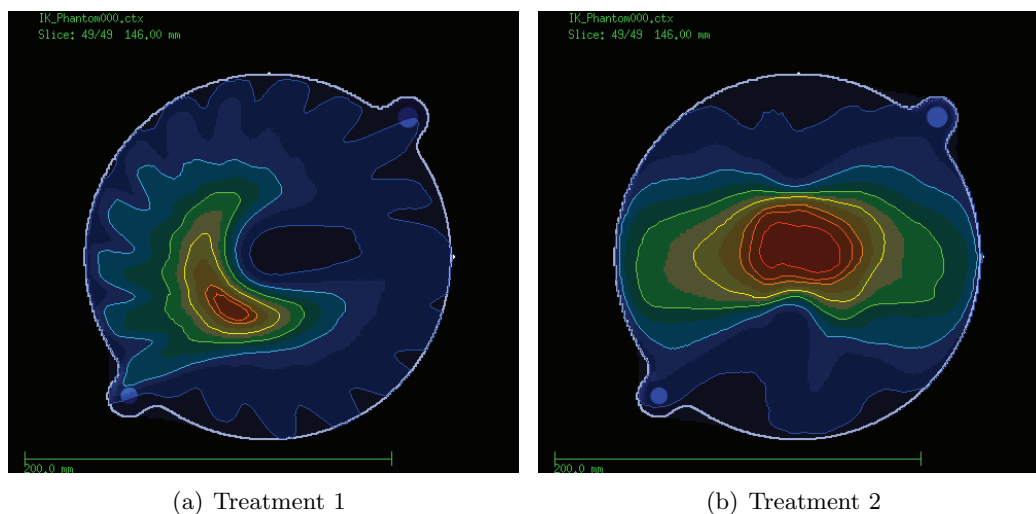 IK_Phantom000.ctx
Slice: 49/49 146.00 mm
200.0 mm
(a) Treatment 1
IK_Phantom000.ctx
Slice: 49/49 146.00 mm
200.0 mm
(b) Treatment 2